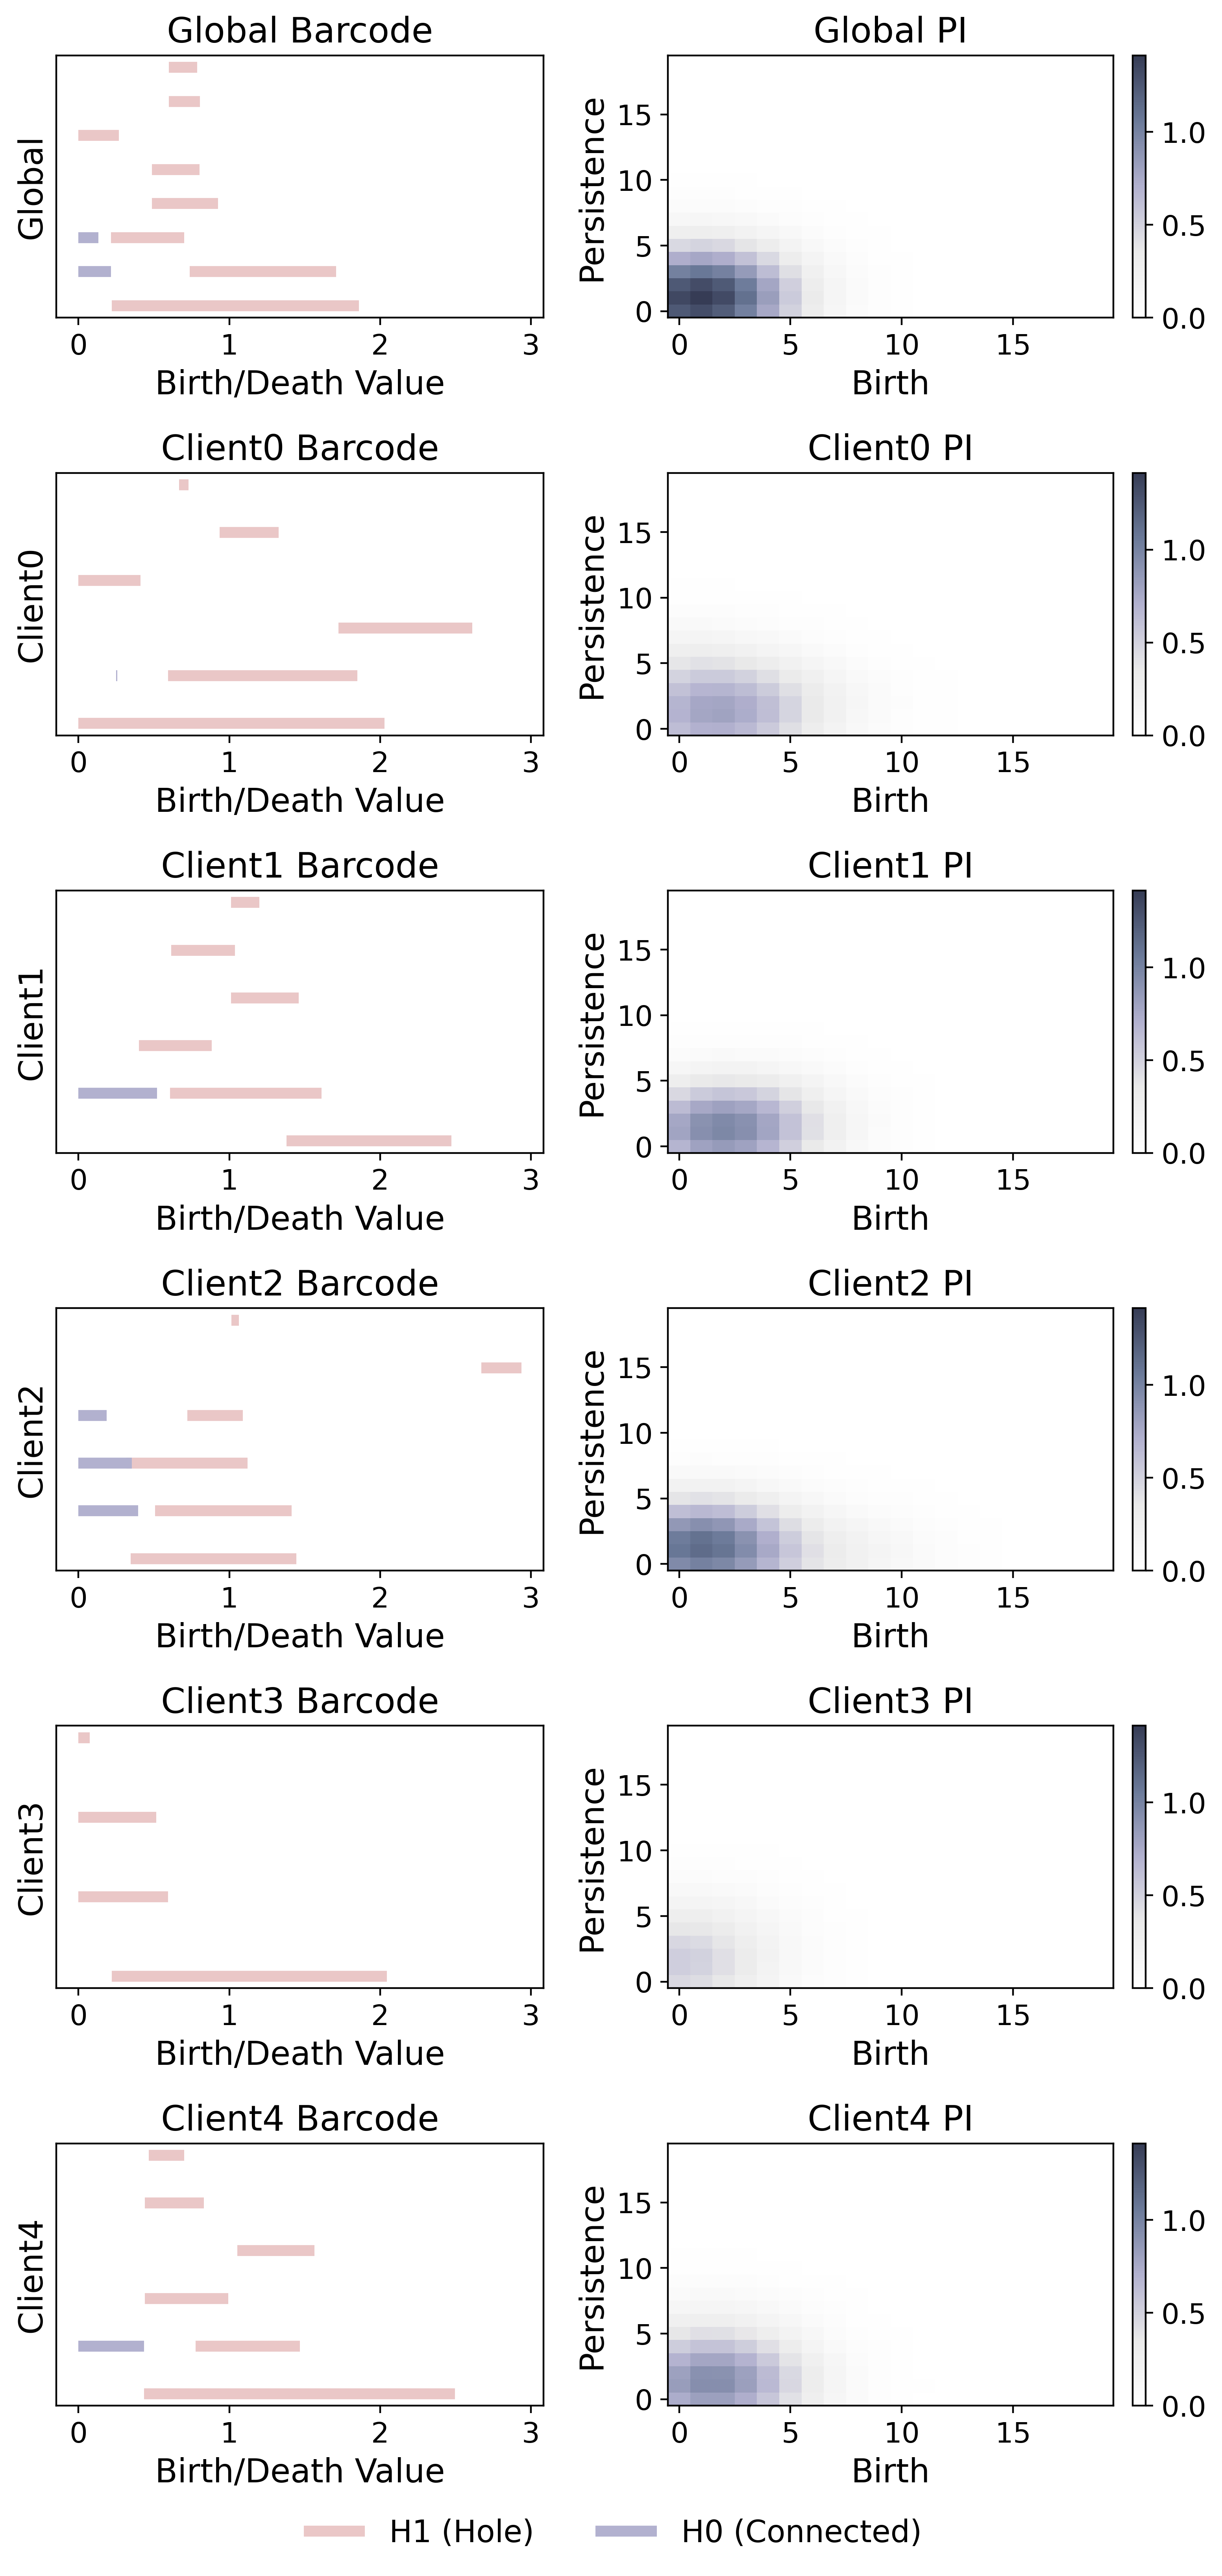 Global Barcode
Global PI
Global
0 1 2 3
Birth/Death Value
Persistence
15
10
5
0
0 5 10 15
Birth
1.0
0.5
0.0
Client0 Barcode
Client0 PI
Client0
0 1 2 3
Birth/Death Value
Persistence
15
10
5
0
0 5 10 15
Birth
1.0
0.5
0.0
Client1 Barcode
Client1 PI
Client1
0 1 2 3
Birth/Death Value
Persistence
15
10
5
0
0 5 10 15
Birth
1.0
0.5
0.0
Client2 Barcode
Client2 PI
Client2
0 1 2 3
Birth/Death Value
Persistence
15
10
5
0
0 5 10 15
Birth
1.0
0.5
0.0
Client3 Barcode
Client3 PI
Client3
0 1 2 3
Birth/Death Value
Persistence
15
10
5
0
0 5 10 15
Birth
1.0
0.5
0.0
Client4 Barcode
Client4 PI
Client4
0 1 2 3
Birth/Death Value
Persistence
15
10
5
0
0 5 10 15
Birth
1.0
0.5
0.0
H1 (Hole)
H0 (Connected)